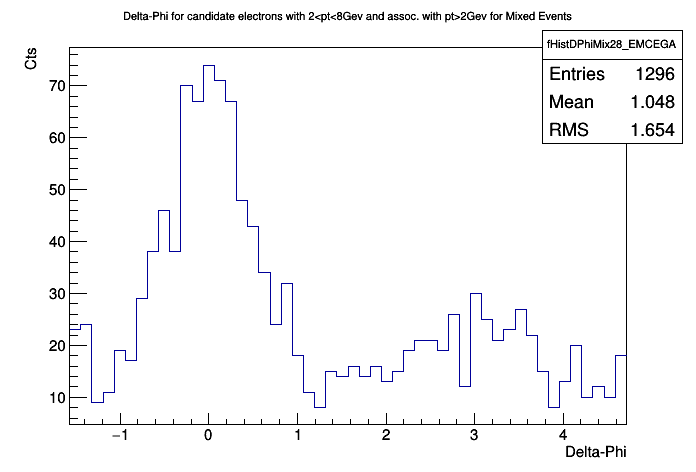 Delta-Phi for candidate electrons with 2<pt<8Gev and assoc. with pt>2Gev for Mixed Events
fHistDPhiMix28_EMCEGA
Entries 1296
Mean 1.048
RMS 1.654
Cts
70
60
50
40
30
20
10
−1 0 1 2 3 4
Delta-Phi